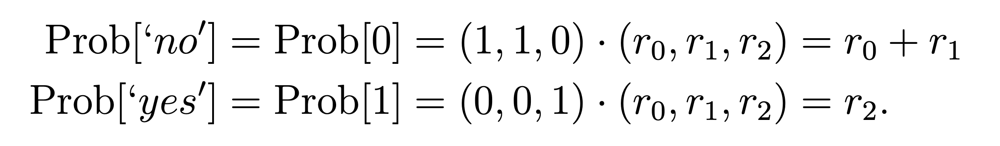 Prob[‘no′] = Prob[0] = (1, 1, 0) · (r₀, r₁, r₂) = r₀ + r₁
Prob[‘yes′] = Prob[1] = (0, 0, 1) · (r₀, r₁, r₂) = r₂.